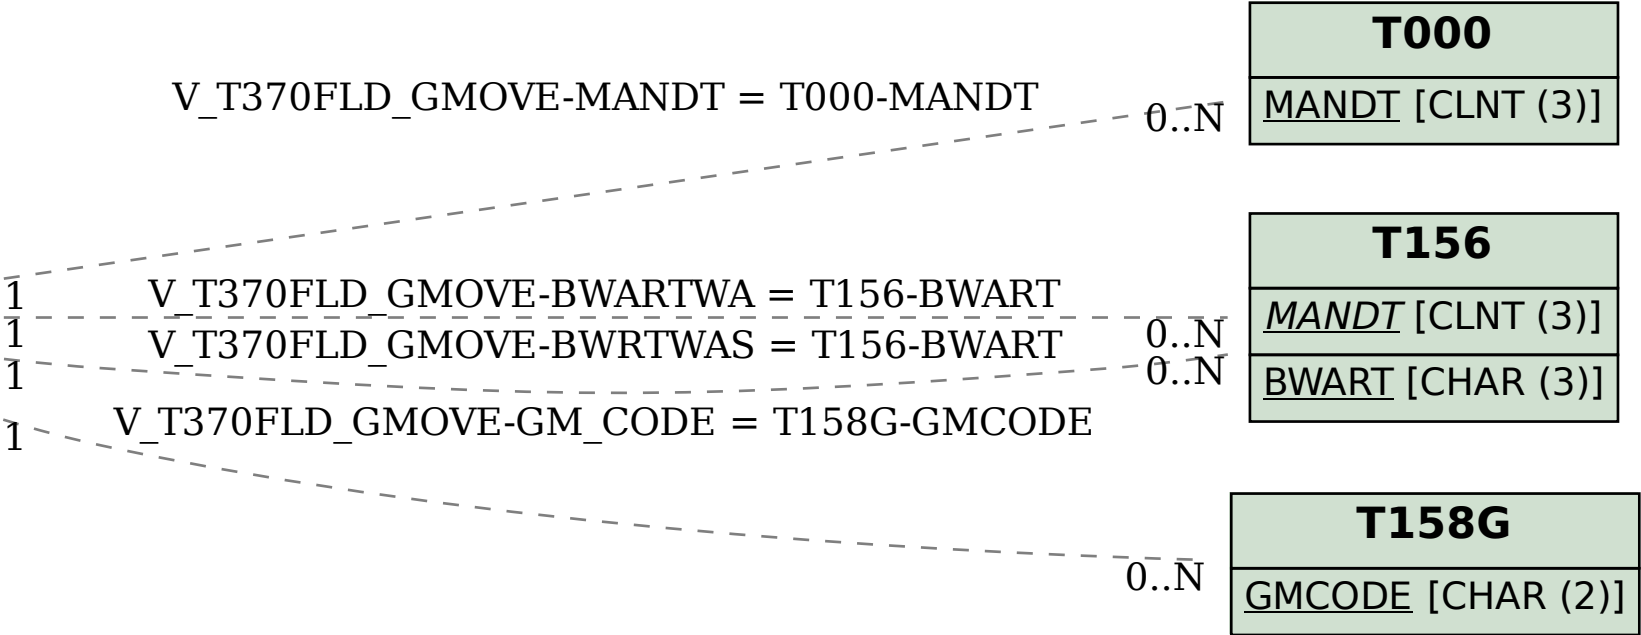 T000
MANDT [CLNT (3)]
V_T370FLD_GMOVE-MANDT = T000-MANDT
0..N
1
V_T370FLD_GMOVE-BWARTWA = T156-BWART
0..N
1
V_T370FLD_GMOVE-BWRTWAS = T156-BWART
0..N
1
T156
MANDT [CLNT (3)]
BWART [CHAR (3)]
V_T370FLD_GMOVE-GM_CODE = T158G-GMCODE
1
0..N
T158G
GMCODE [CHAR (2)]